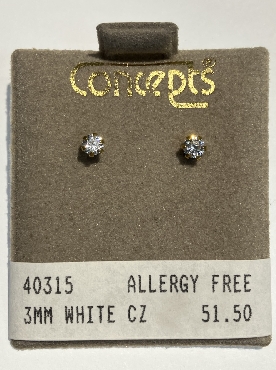 Concepts
40315 ALLERGY FREE
3MM WHITE CZ 51.50